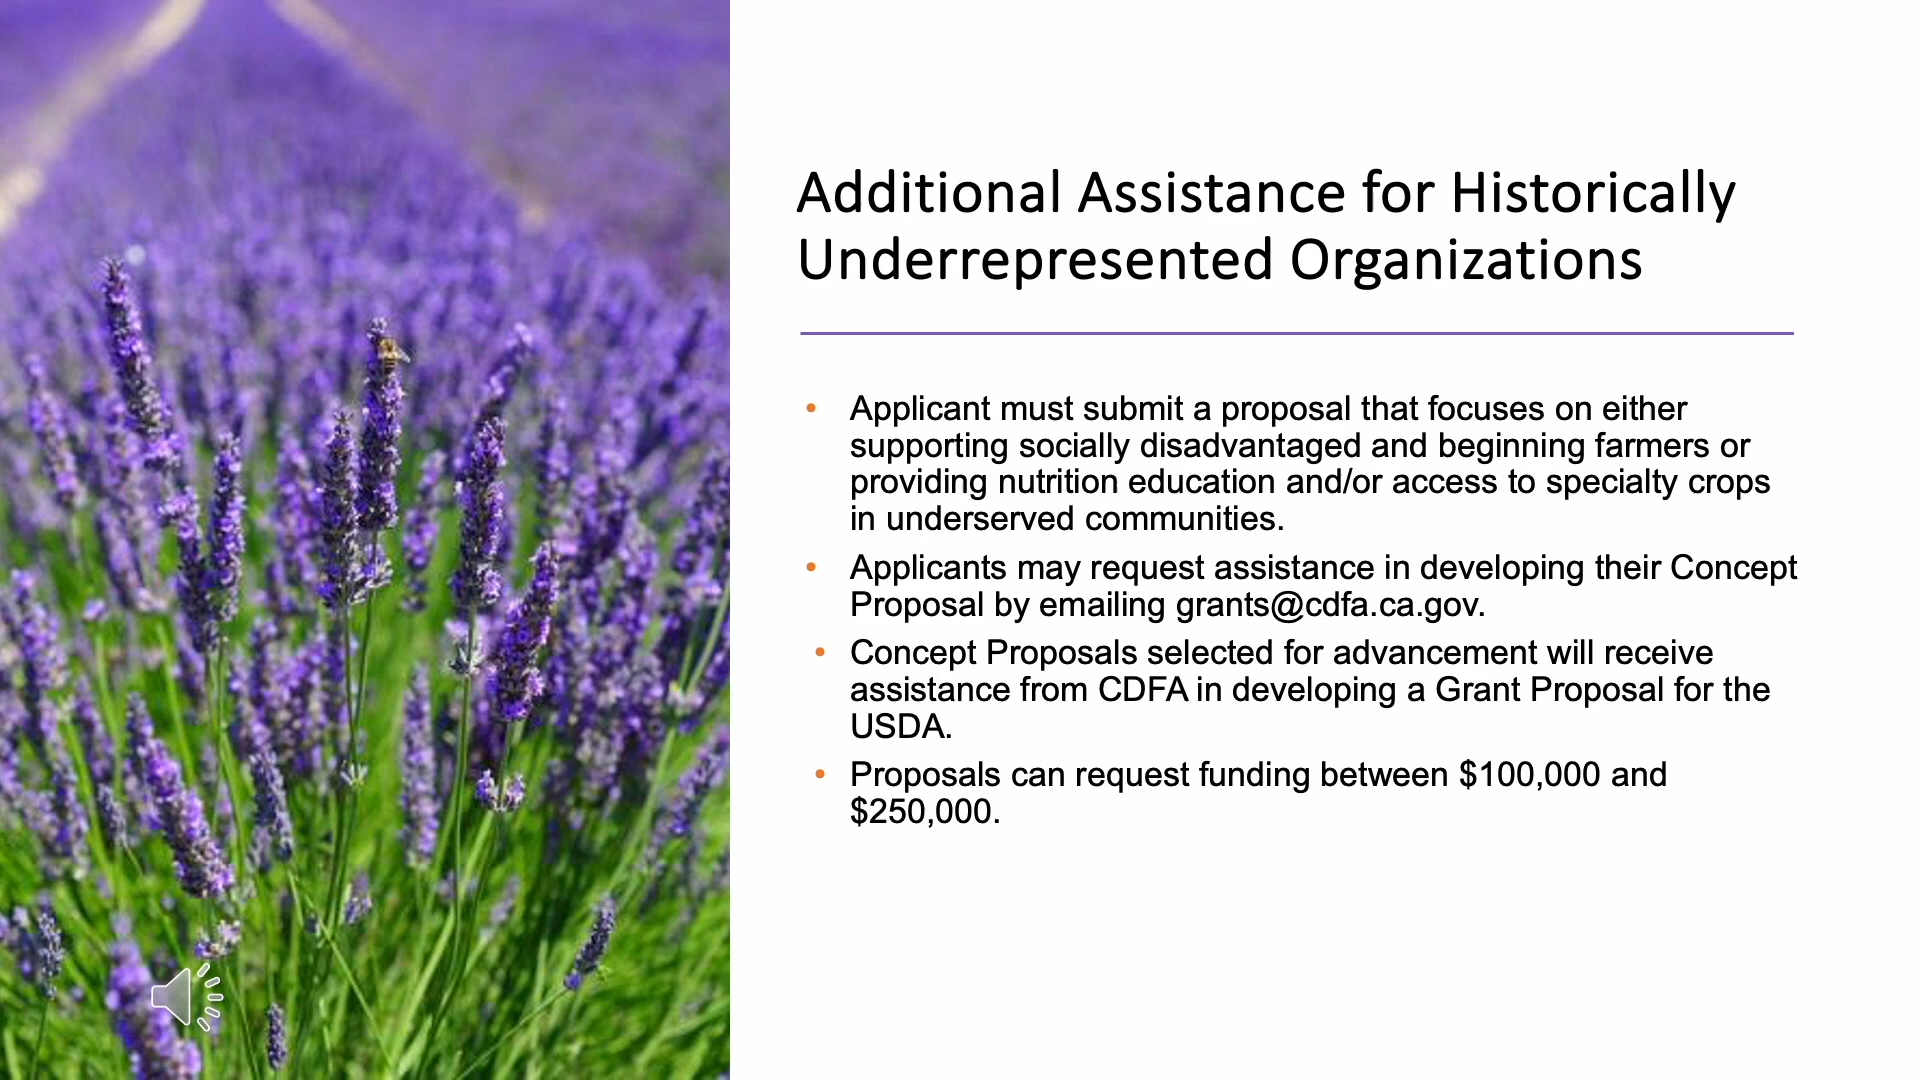 Additional Assistance for Historically
Underrepresented Organizations
• Applicant must submit a proposal that focuses on either
supporting socially disadvantaged and beginning farmers or
providing nutrition education and/or access to specialty crops
in underserved communities.
• Applicants may request assistance in developing their Concept
Proposal by emailing grants@cdfa.ca.gov.
• Concept Proposals selected for advancement will receive
assistance from CDFA in developing a Grant Proposal for the
USDA.
• Proposals can request funding between $100,000 and
$250,000.